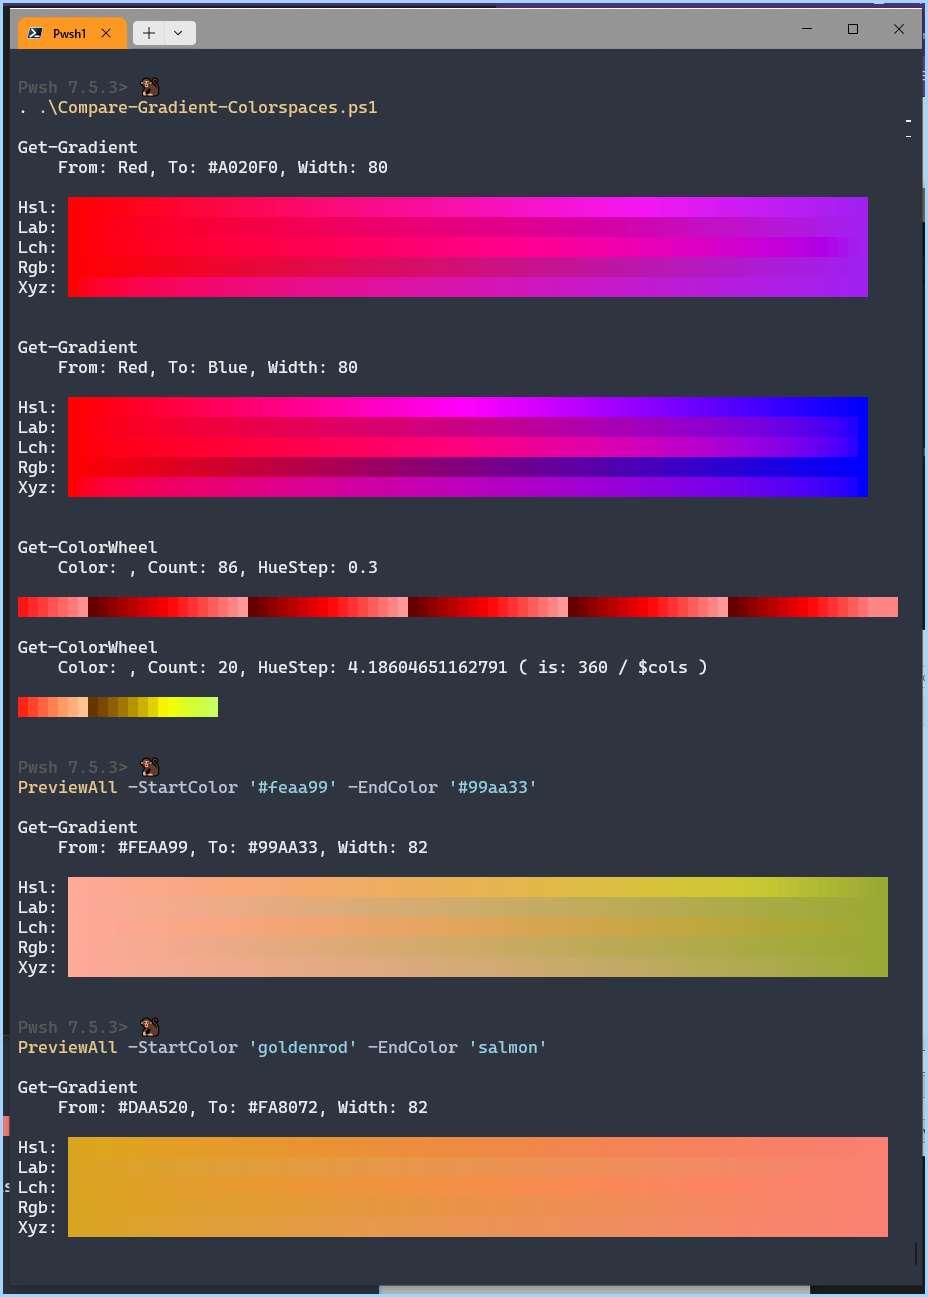 Pwsh1
Pwsh 7.5.3>
. .\Compare-Gradient-Colorspaces.ps1
Get-Gradient
From: Red, To: #A020F0, Width: 80
Hsl:
Lab:
Lch:
Rgb:
Xyz:
Get-Gradient
From: Red, To: Blue, Width: 80
Hsl:
Lab:
Lch:
Rgb:
Xyz:
Get-ColorWheel
Color: , Count: 86, HueStep: 0.3
Get-ColorWheel
Color: , Count: 20, HueStep: 4.18604651162791 ( is: 360 / $cols )
Pwsh 7.5.3>
PreviewAll -StartColor '#feaa99' -EndColor '#99aa33'
Get-Gradient
From: #FEAA99, To: #99AA33, Width: 82
Hsl:
Lab:
Lch:
Rgb:
Xyz:
Pwsh 7.5.3>
PreviewAll -StartColor 'goldenrod' -EndColor 'salmon'
Get-Gradient
From: #DAA520, To: #FA8072, Width: 82
Hsl:
Lab:
Lch:
Rgb:
Xyz: